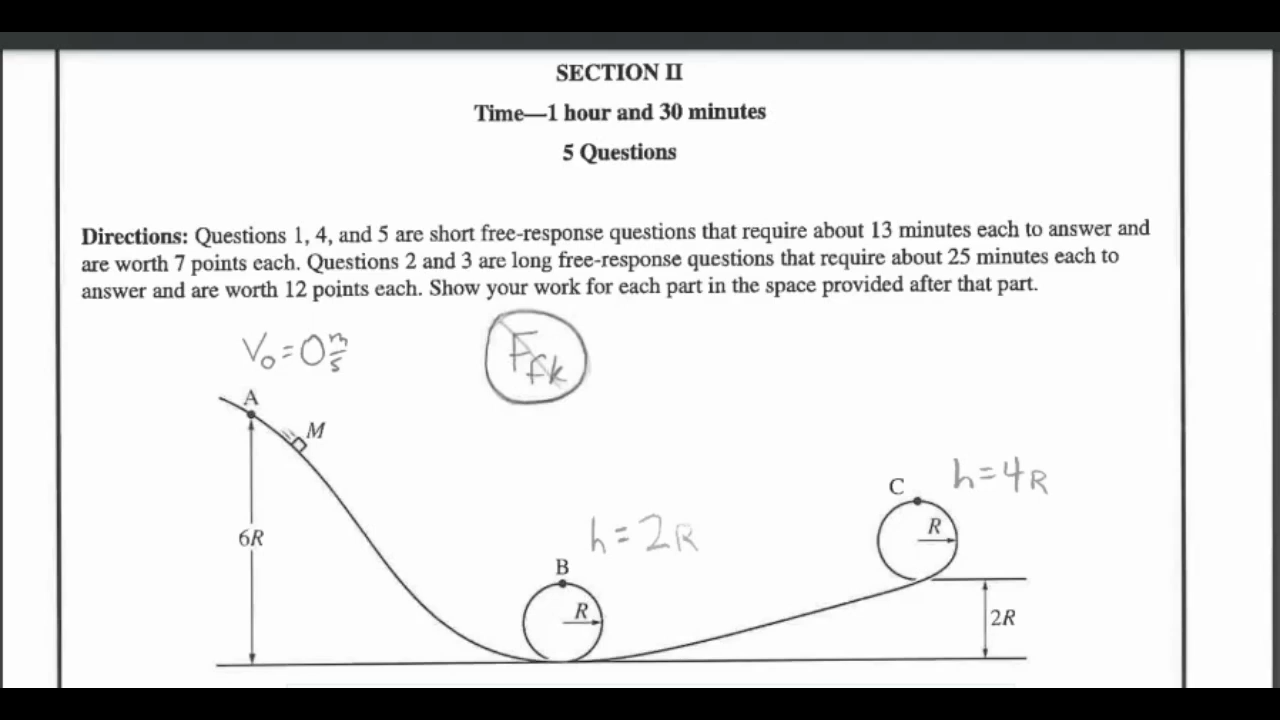 SECTION II
Time—1 hour and 30 minutes
5 Questions
Directions: Questions 1, 4, and 5 are short free-response questions that require about 13 minutes each to answer and
are worth 7 points each. Questions 2 and 3 are long free-response questions that require about 25 minutes each to
answer and are worth 12 points each. Show your work for each part in the space provided after that part.
V₀=0 m/s
F fk
A
M
6R
h=2R
B
R
C
h=4R
R
2R